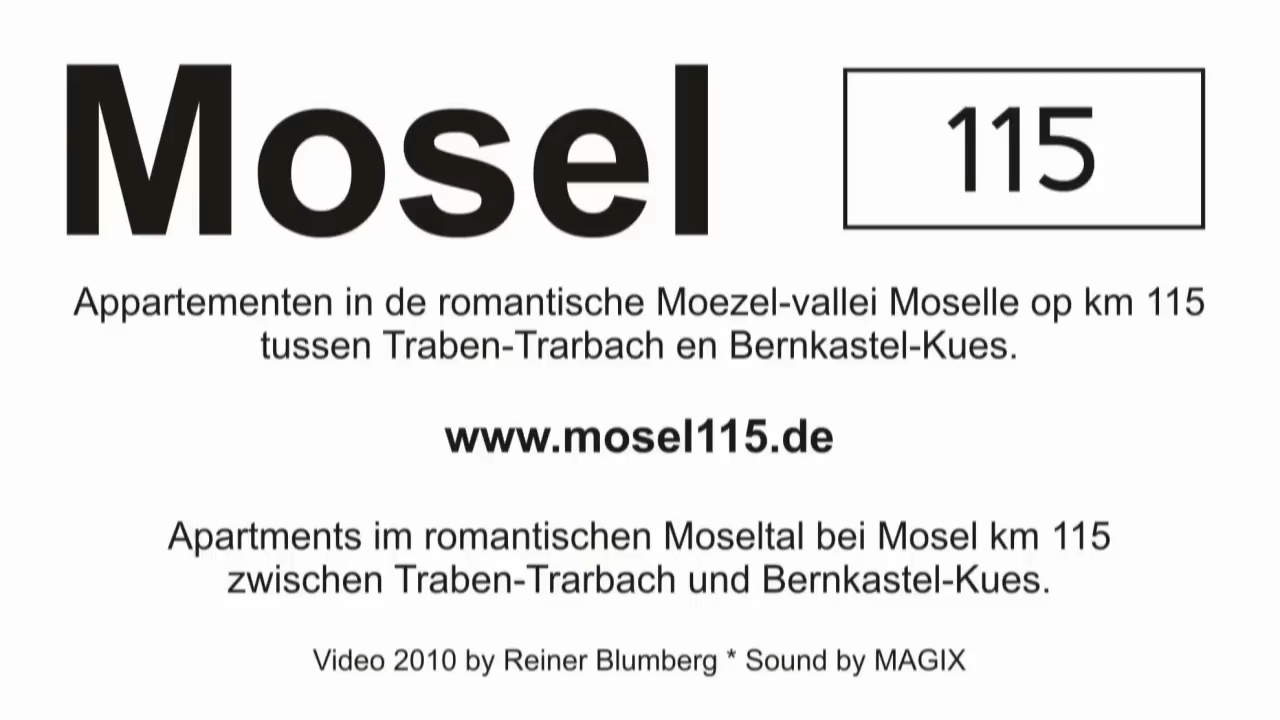 Mosel 115
Appartementen in de romantische Moezel-vallei Moselle op km 115
tussen Traben-Trarbach en Bernkastel-Kues.
www.mosel115.de
Apartments im romantischen Moseltal bei Mosel km 115
zwischen Traben-Trarbach und Bernkastel-Kues.
Video 2010 by Reiner Blumberg * Sound by MAGIX